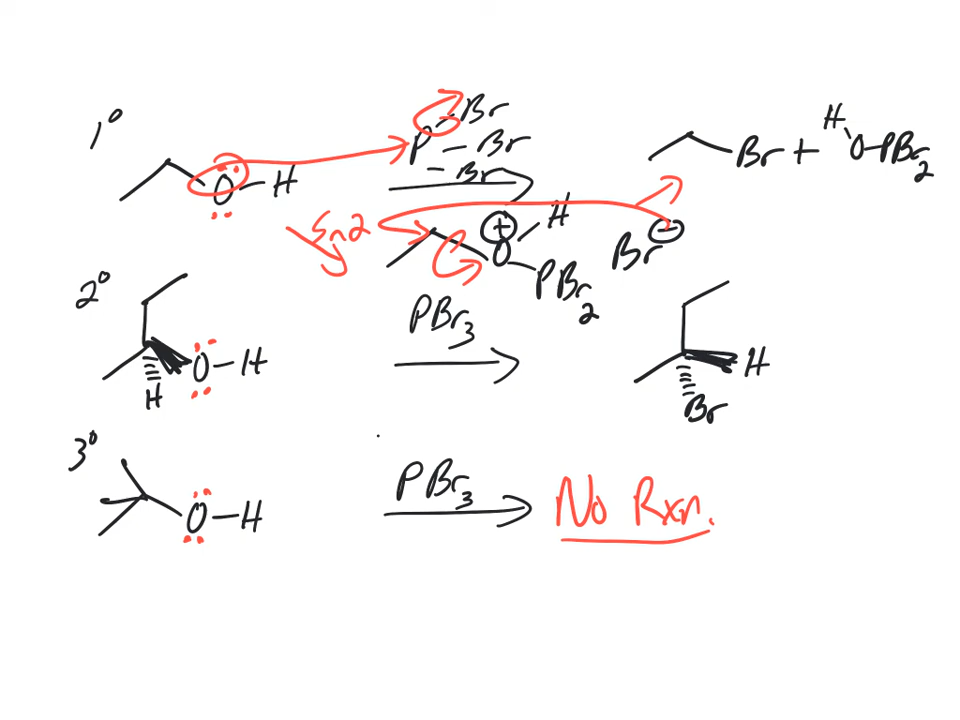 1°
P - Br
- Br
- Br
O - H
Br + H
O - PBr2
Sn2
+ H
O
PBr2
Br -
2°
PBr3
O - H
H
H
Br
3°
PBr3
O - H
No Rxn.